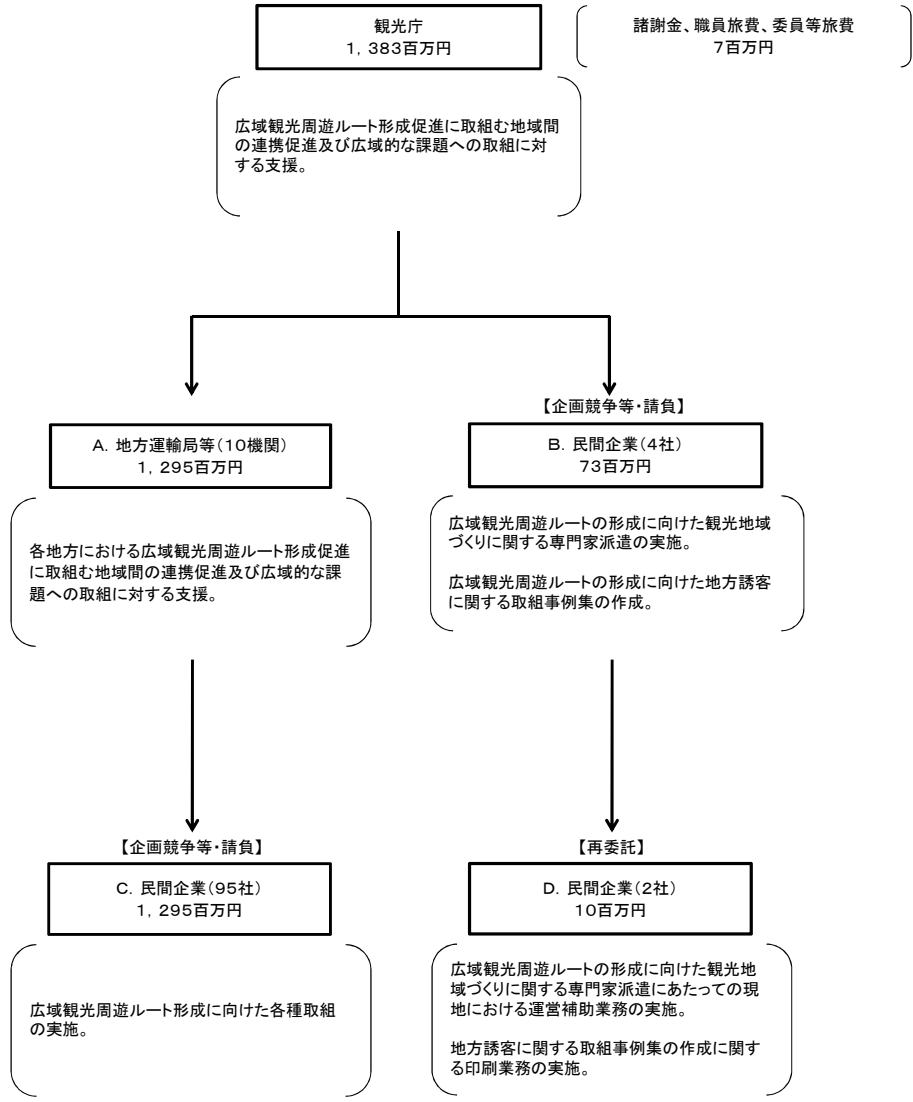 観光庁
1，383百万円
諸謝金、職員旅費、委員等旅費
7百万円
広域観光周遊ルート形成促進に取組む地域間
の連携促進及び広域的な課題への取組に対
する支援。
【企画競争等・請負】
A．地方運輸局等（10機関）
1，295百万円
B．民間企業（4社）
73百万円
各地方における広域観光周遊ルート形成促進
に取組む地域間の連携促進及び広域的な課
題への取組に対する支援。
広域観光周遊ルートの形成に向けた観光地域
づくりに関する専門家派遣の実施。
広域観光周遊ルートの形成に向けた地方誘客
に関する取組事例集の作成。
【企画競争等・請負】
C．民間企業（95社）
1，295百万円
【再委託】
D．民間企業（2社）
10百万円
広域観光周遊ルート形成に向けた各種取組
の実施。
広域観光周遊ルートの形成に向けた観光地
域づくりに関する専門家派遣にあたっての現
地における運営補助業務の実施。
地方誘客に関する取組事例集の作成に関す
る印刷業務の実施。